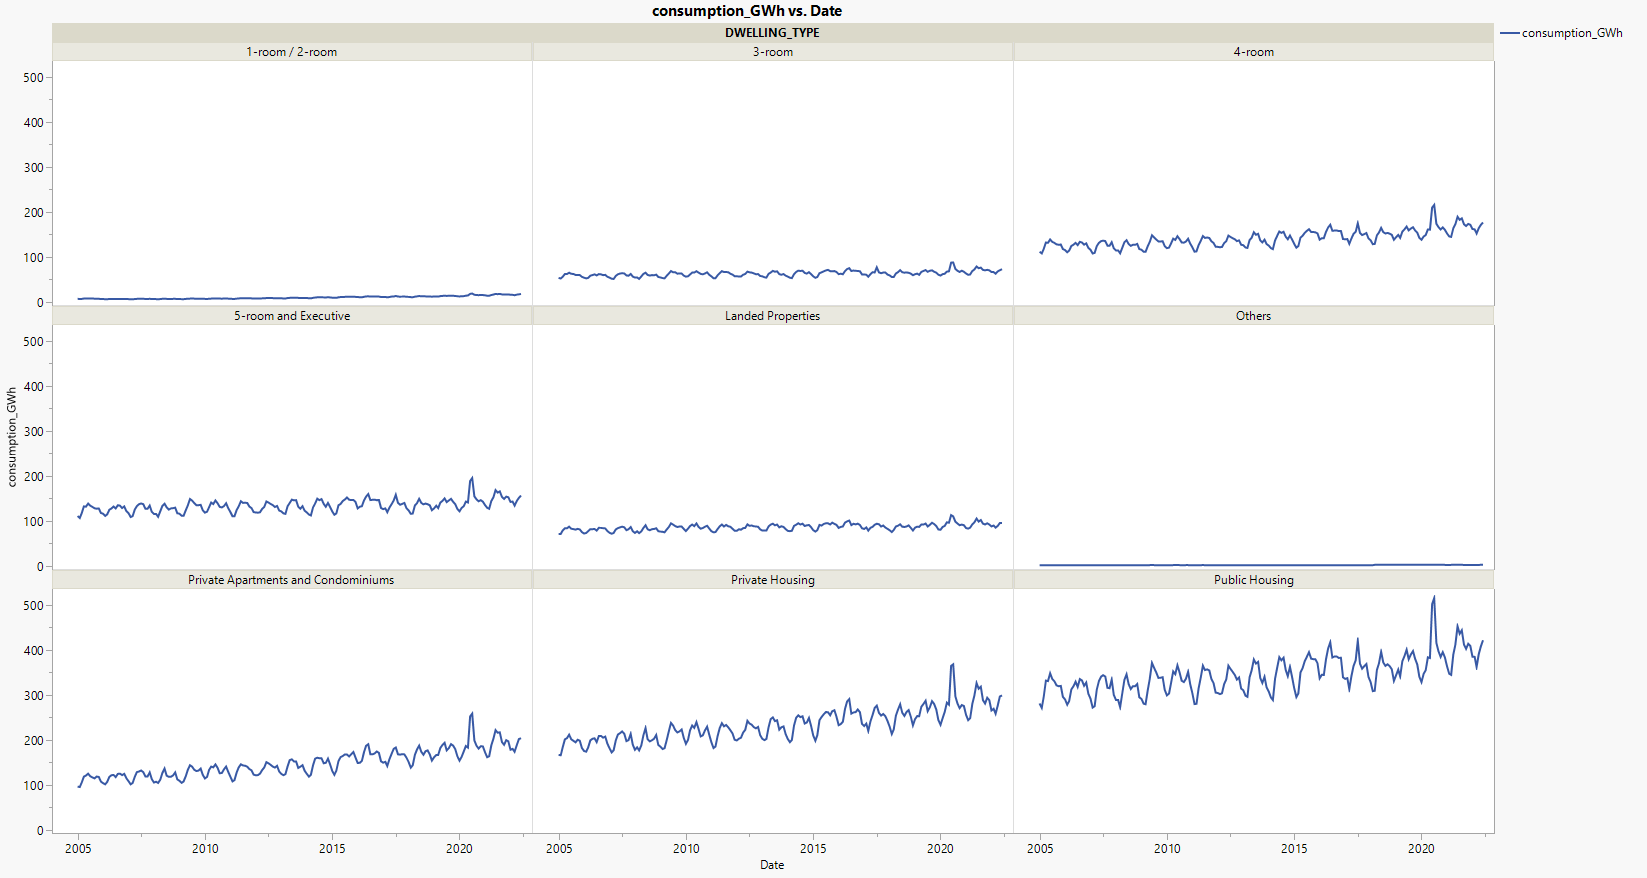 consumption_GWh vs. Date
DWELLING_TYPE
consumption_GWh
1-room / 2-room
3-room
4-room
500
400
300
200
100
0
5-room and Executive
Landed Properties
Others
500
400
300
200
100
0
consumption_GWh
Private Apartments and Condominiums
Private Housing
Public Housing
500
400
300
200
100
0
2005
2010
2015
2020
2005
2010
2015
2020
2005
2010
2015
2020
Date